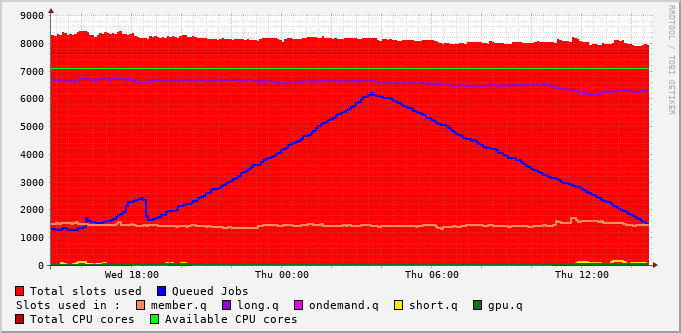 RRDTOOL / TOBI OETIKER
9000
8000
7000
6000
5000
4000
3000
2000
1000
0
Wed 18:00 Thu 00:00 Thu 06:00 Thu 12:00
Total slots used Queued Jobs
Slots used in : member.q long.q ondemand.q short.q gpu.q
Total CPU cores Available CPU cores